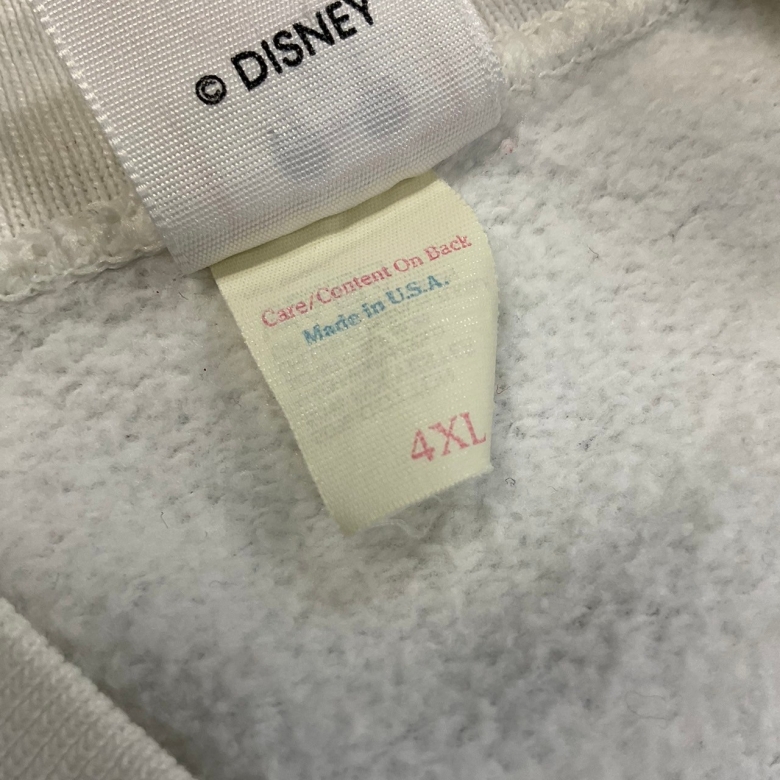 © DISNEY
Care/Content On Back
Made in U.S.A.
4XL